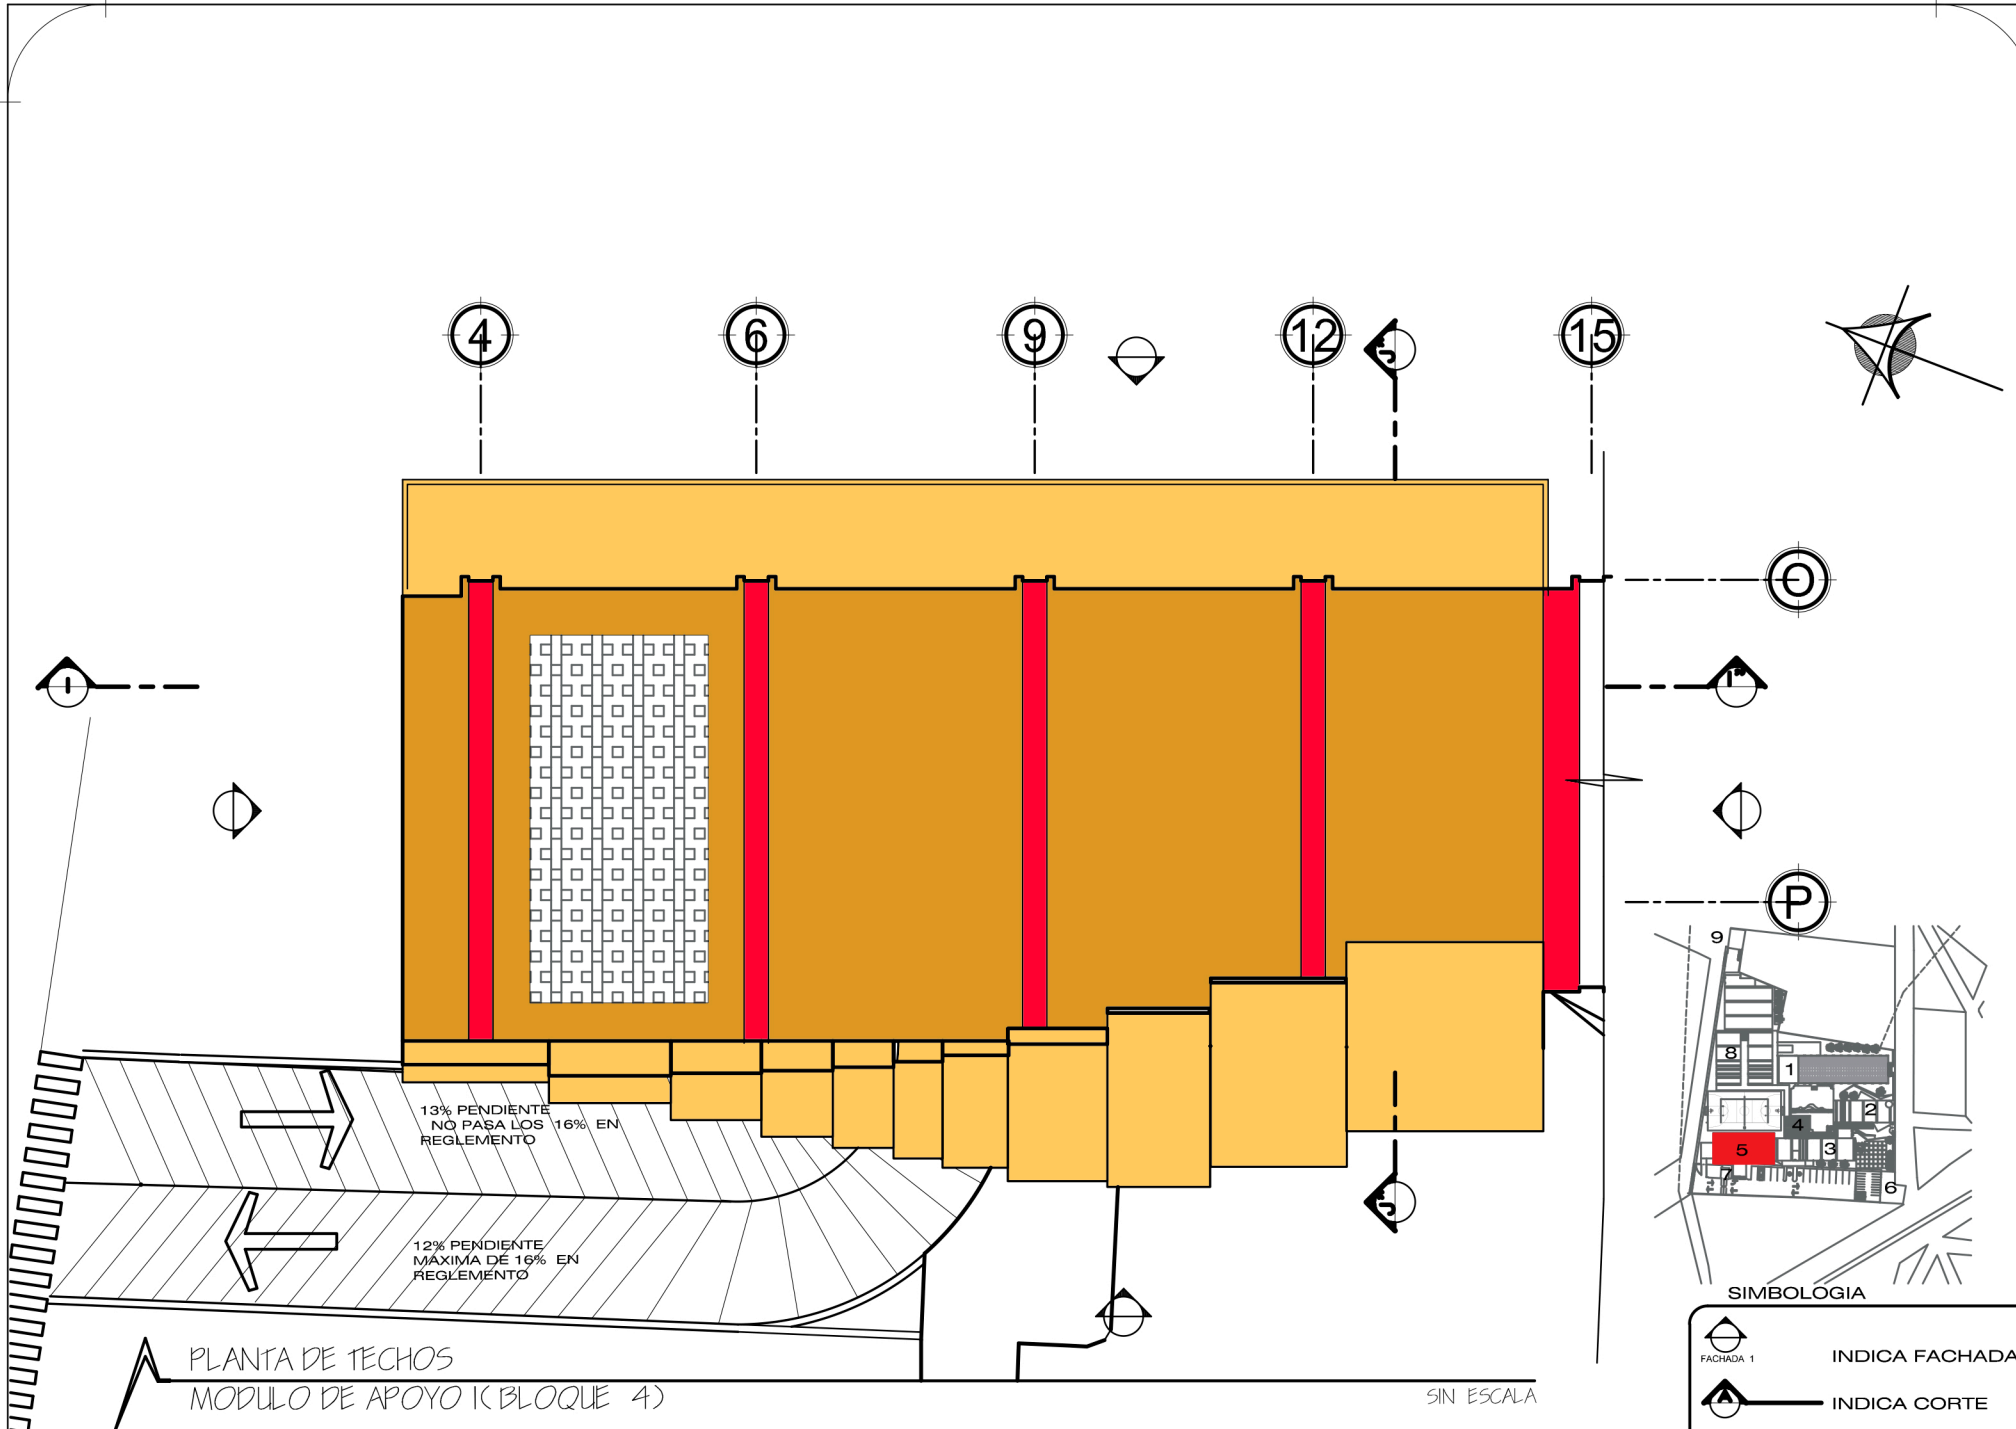 4 6 9 12 J" 15
O
I I"
P
9
8
1
2
4
3
5
7
6
13% PENDIENTE
NO PASA LOS 16% EN
REGLEMENTO
12% PENDIENTE
MAXIMA DE 16% EN
REGLEMENTO
J"
SIMBOLOGIA
FACHADA 1
INDICA FACHADA
A
INDICA CORTE
PLANTA DE TECHOS
MODULO DE APOYO I(BLOQUE 4)
SIN ESCALA